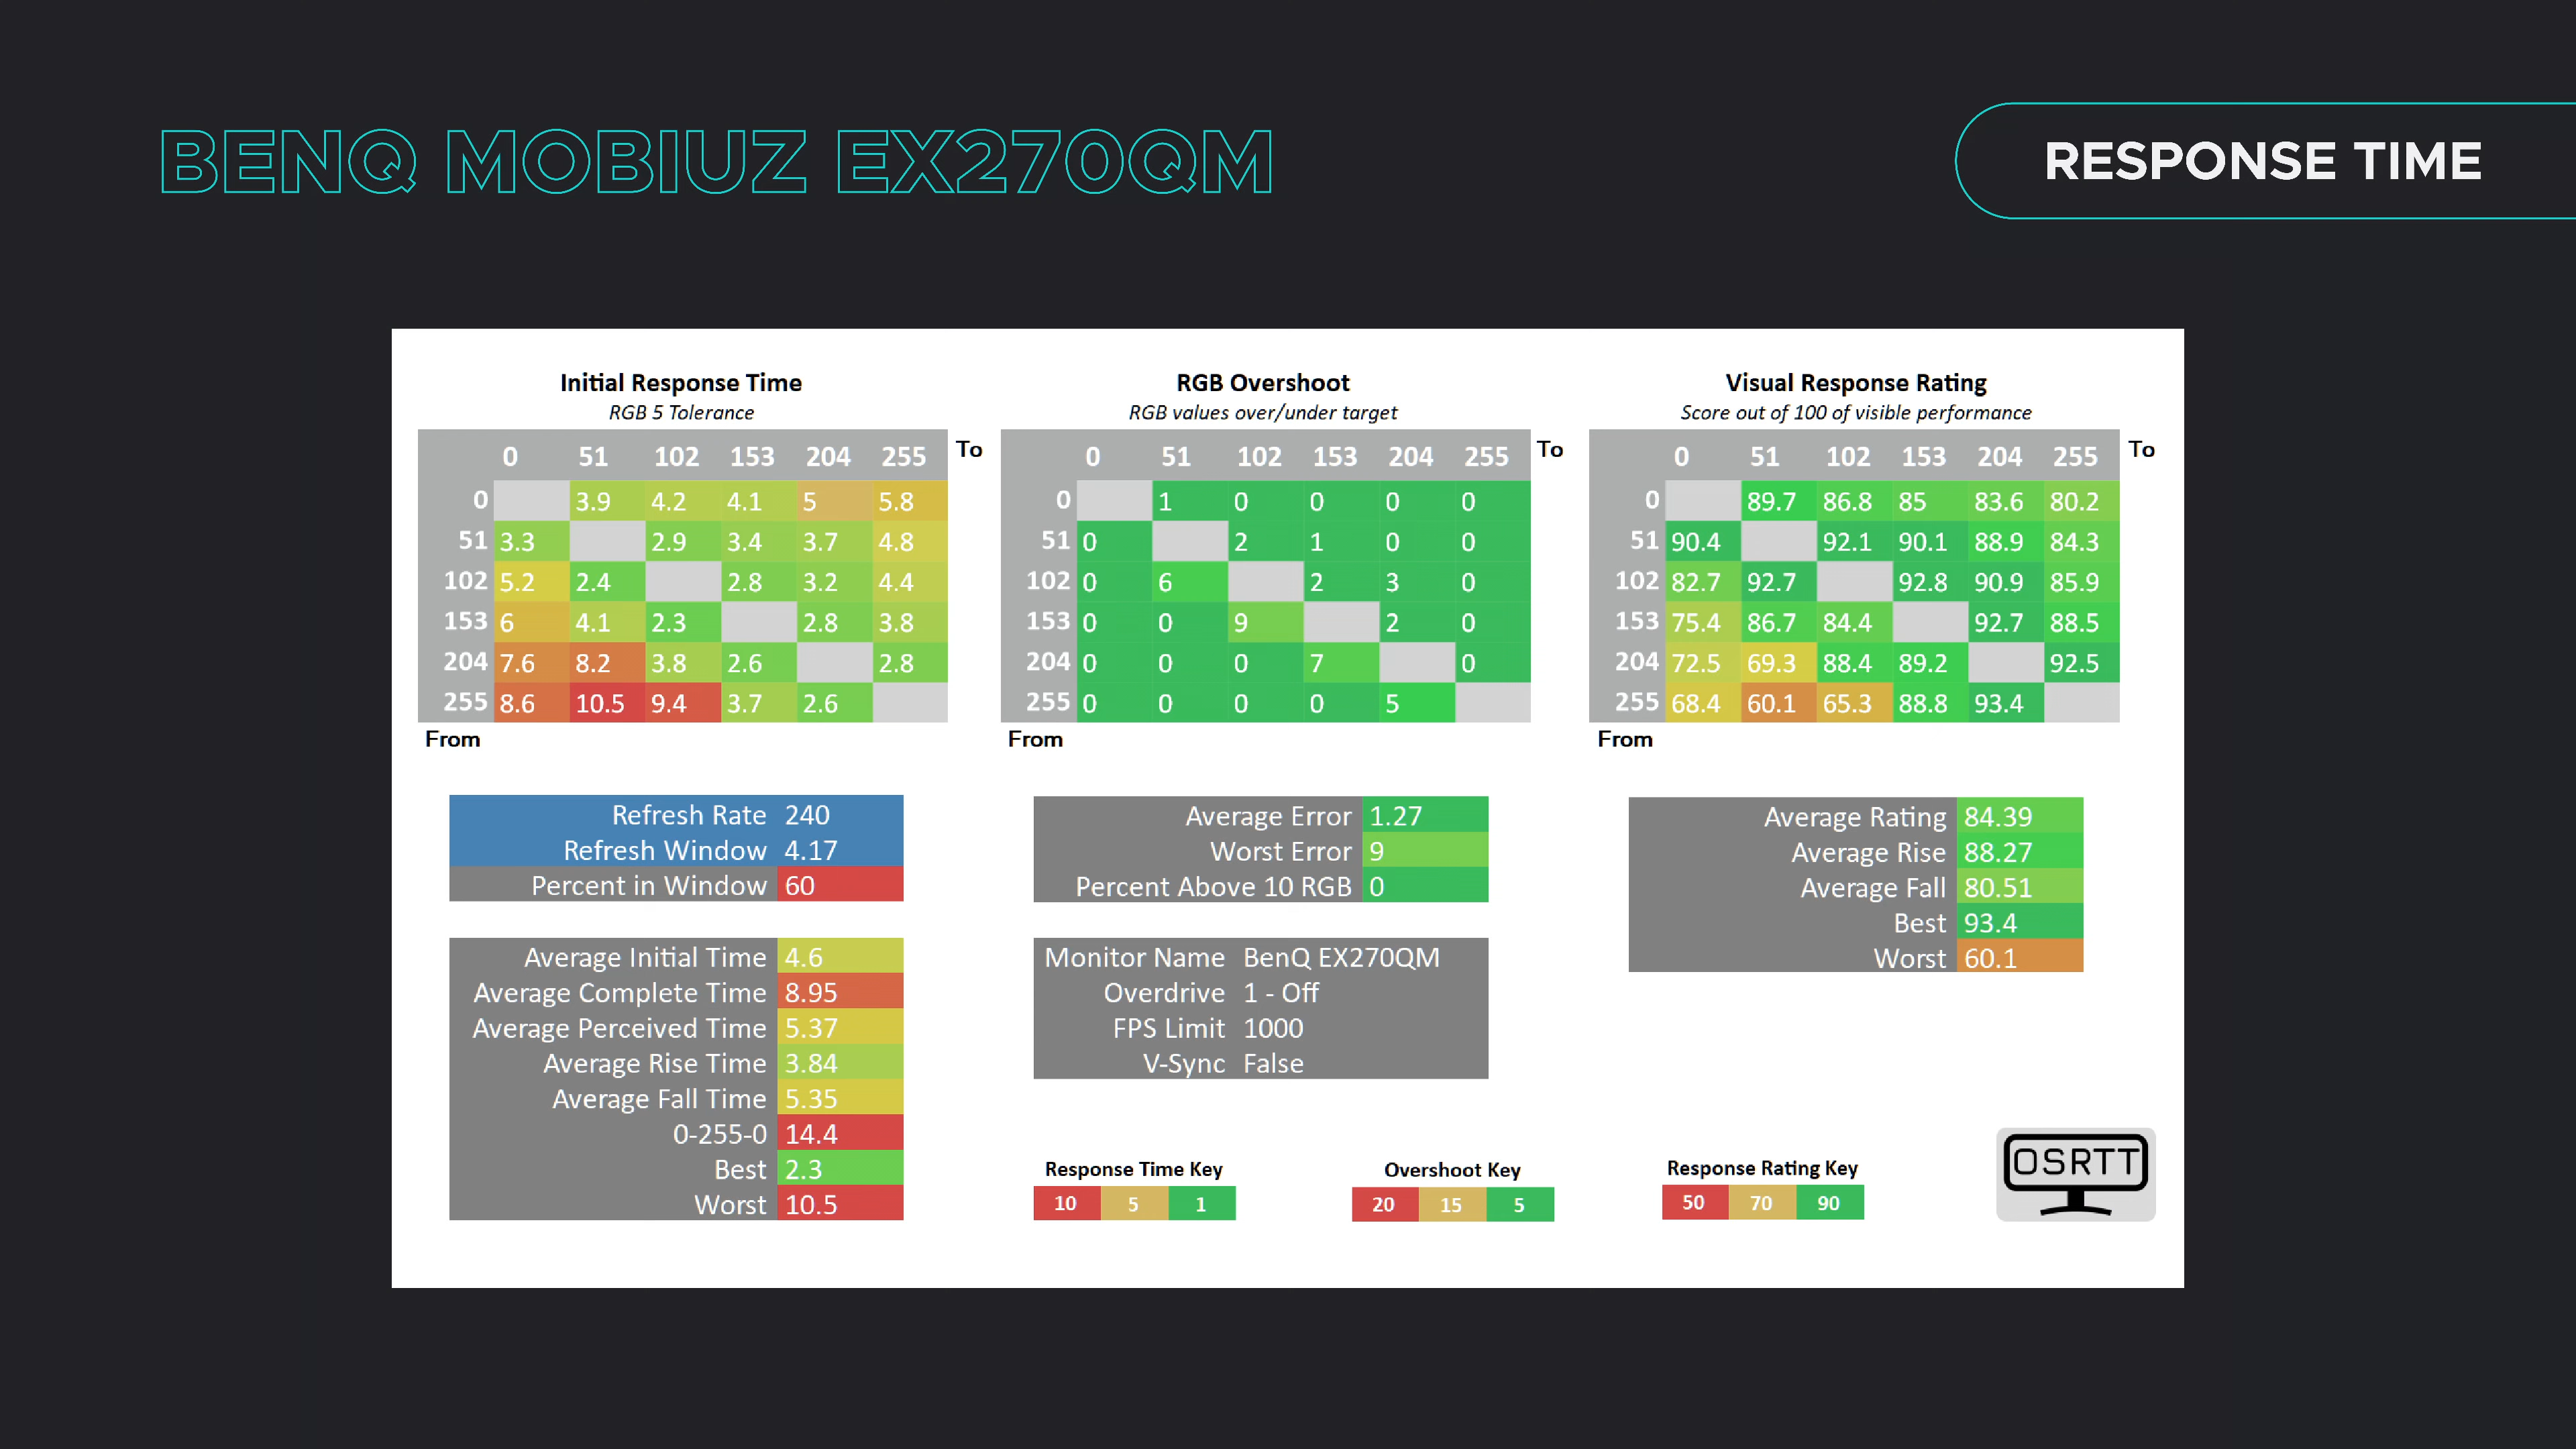 BENQ MOBIUZ EX270QM
RESPONSE TIME
Initial Response Time
RGB 5 Tolerance
0 51 102 153 204 255 To
0 3.9 4.2 4.1 5 5.8
51 3.3 2.9 3.4 3.7 4.8
102 5.2 2.4 2.8 3.2 4.4
153 6 4.1 2.3 2.8 3.8
204 7.6 8.2 3.8 2.6 2.8
255 8.6 10.5 9.4 3.7 2.6
From
RGB Overshoot
RGB values over/under target
0 51 102 153 204 255 To
0 1 0 0 0 0
51 0 2 1 0 0
102 0 6 2 3 0
153 0 0 9 2 0
204 0 0 0 7 0
255 0 0 0 0 5
From
Visual Response Rating
Score out of 100 of visible performance
0 51 102 153 204 255 To
0 89.7 86.8 85 83.6 80.2
51 90.4 92.1 90.1 88.9 84.3
102 82.7 92.7 92.8 90.9 85.9
153 75.4 86.7 84.4 92.7 88.5
204 72.5 69.3 88.4 89.2 92.5
255 68.4 60.1 65.3 88.8 93.4
From
Refresh Rate 240
Refresh Window 4.17
Percent in Window 60
Average Initial Time 4.6
Average Complete Time 8.95
Average Perceived Time 5.37
Average Rise Time 3.84
Average Fall Time 5.35
0-255-0 14.4
Best 2.3
Worst 10.5
Average Error 1.27
Worst Error 9
Percent Above 10 RGB 0
Monitor Name BenQ EX270QM
Overdrive 1 - Off
FPS Limit 1000
V-Sync False
Average Rating 84.39
Average Rise 88.27
Average Fall 80.51
Best 93.4
Worst 60.1
Response Time Key
10 5 1
Overshoot Key
20 15 5
Response Rating Key
50 70 90
OSRTT